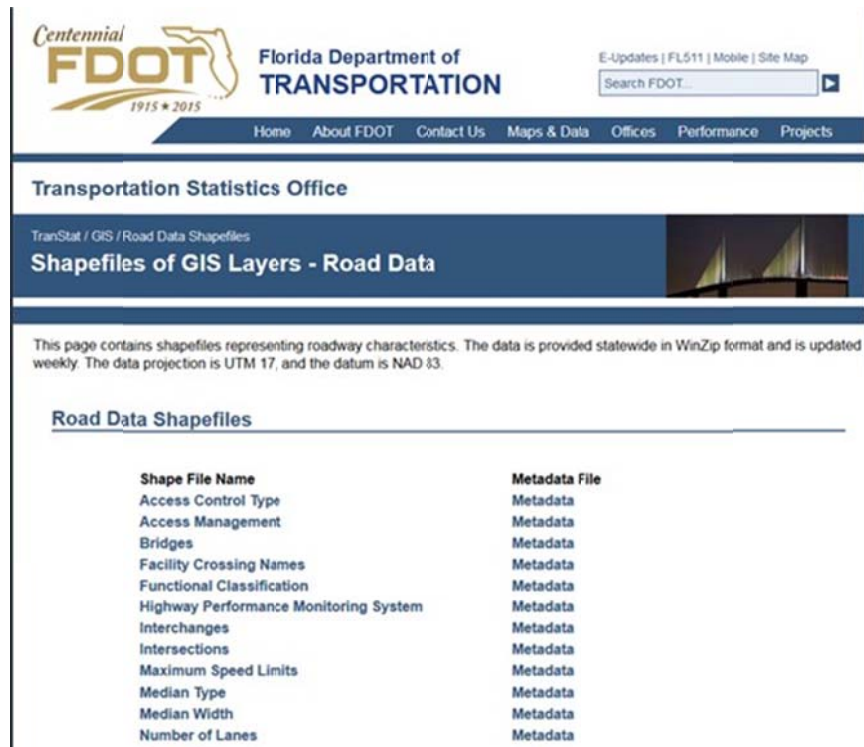 Centennial
FDOT
1915 ★ 2015
Florida Department of
TRANSPORTATION
E-Updates | FL511 | Mobile | Site Map
Search FDOT...
Home About FDOT Contact Us Maps & Data Offices Performance Projects
Transportation Statistics Office
TranStat / GIS / Road Data Shapefiles
Shapefiles of GIS Layers - Road Data
This page contains shapefiles representing roadway characteristics. The data is provided statewide in WinZip format and is updated
weekly. The data projection is UTM 17, and the datum is NAD 83.
Road Data Shapefiles
Shape File Name Metadata File
Access Control Type Metadata
Access Management Metadata
Bridges Metadata
Facility Crossing Names Metadata
Functional Classification Metadata
Highway Performance Monitoring System Metadata
Interchanges Metadata
Intersections Metadata
Maximum Speed Limits Metadata
Median Type Metadata
Median Width Metadata
Number of Lanes Metadata